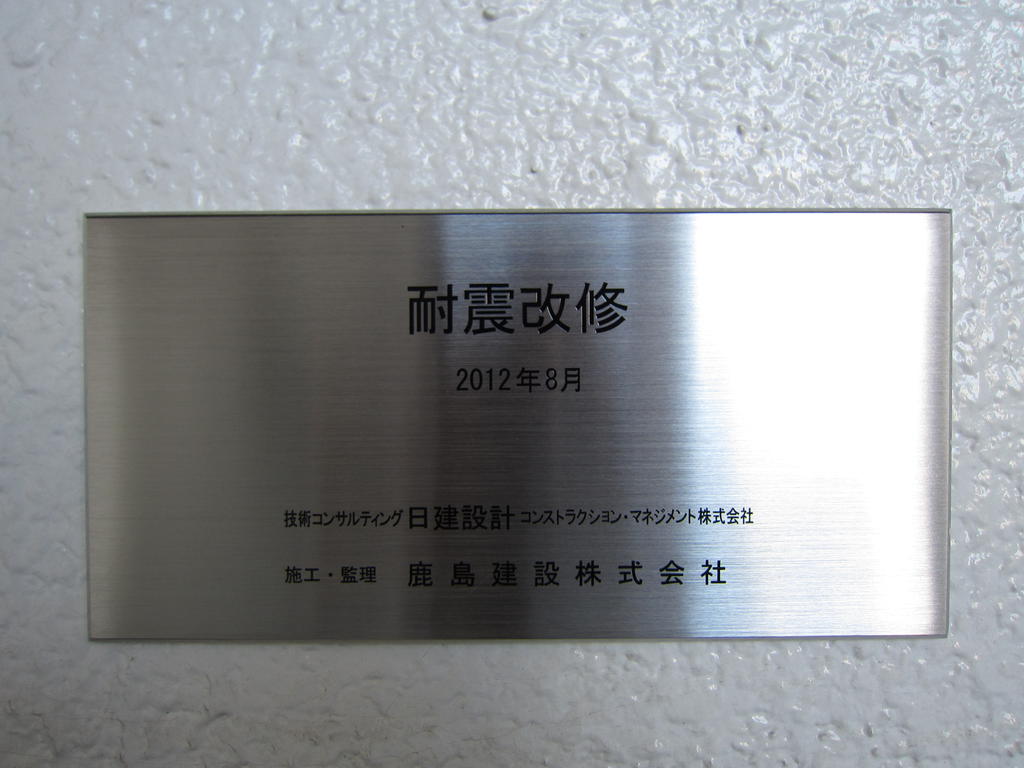 耐震改修
2012年8月
技術コンサルティング 日建設計 コンストラクション・マネジメント株式会社
施工・監理 鹿島建設株式会社